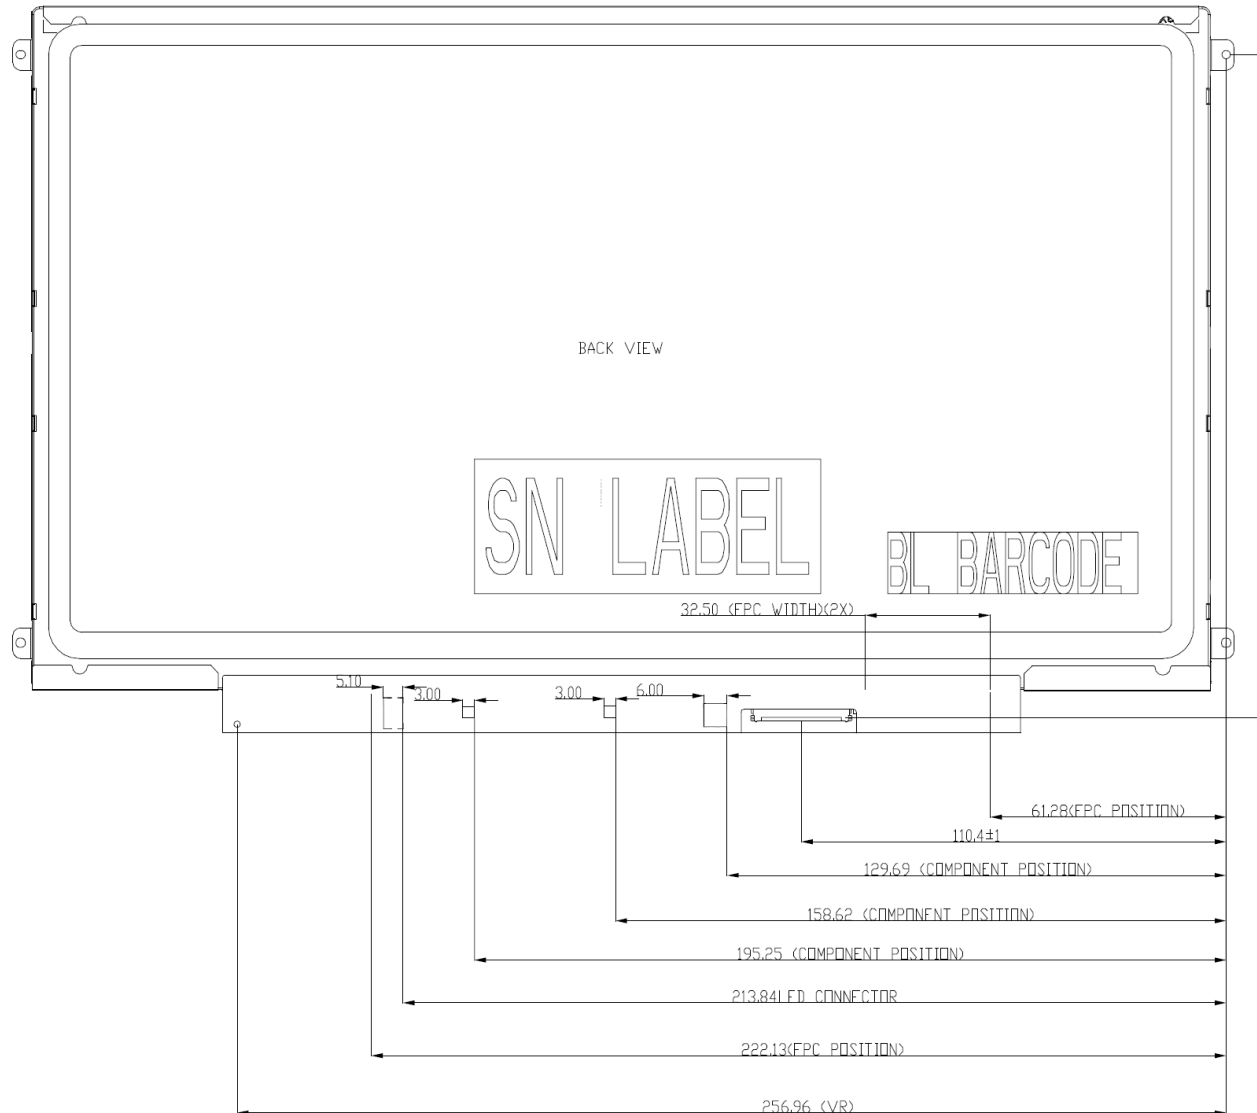 BACK VIEW
SN LABEL
BL BARCODE
32.50 (FPC WIDTH)(2X)
5.10
3.00
3.00
6.00
61.28(FPC POSITION)
110.4±1
129.69 (COMPONENT POSITION)
158.62 (COMPONENT POSITION)
195.25 (COMPONENT POSITION)
213.84LED CONNECTOR
222.13(FPC POSITION)
256.96 (VR)